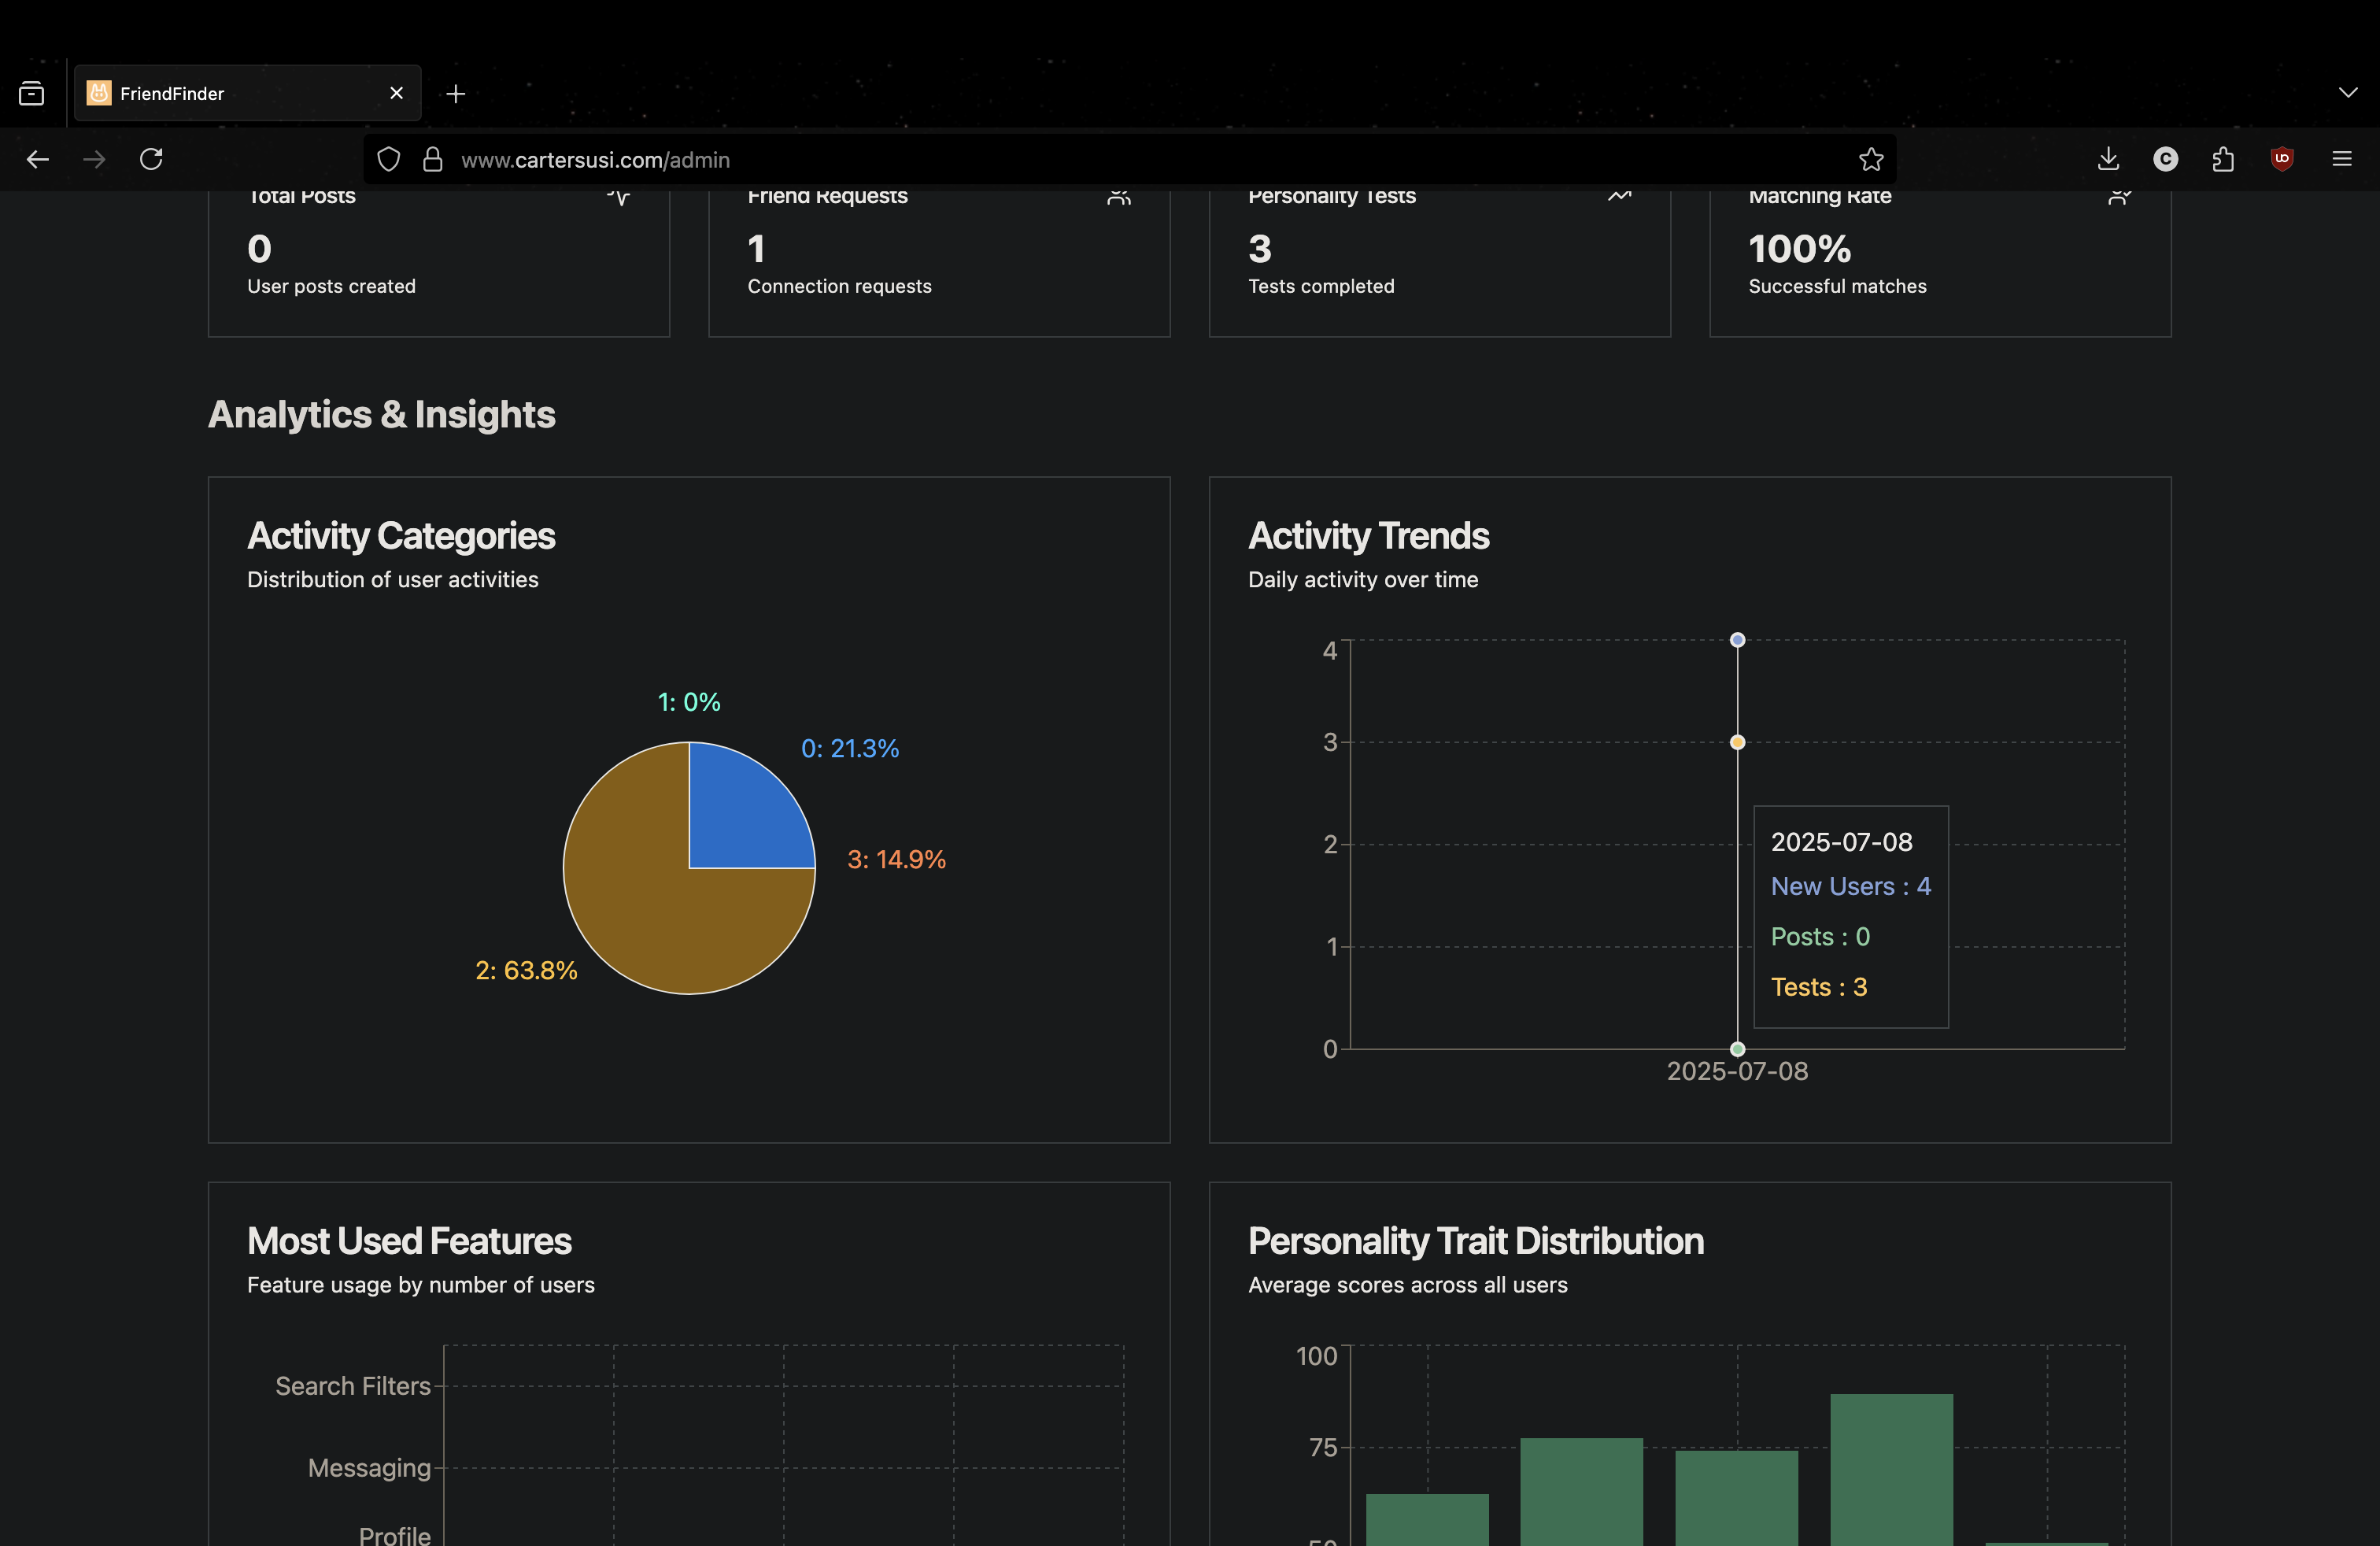 FriendFinder
www.cartersusi.com/admin
Total Posts
Friend Requests
Personality Tests
Matching Rate
0
1
3
100%
User posts created
Connection requests
Tests completed
Successful matches
Analytics & Insights
Activity Categories
Distribution of user activities
1: 0%
0: 21.3%
3: 14.9%
2: 63.8%
Activity Trends
Daily activity over time
4
3
2
1
0
2025-07-08
New Users : 4
Posts : 0
Tests : 3
2025-07-08
Most Used Features
Feature usage by number of users
Search Filters
Messaging
Profile
Personality Trait Distribution
Average scores across all users
100
75
50